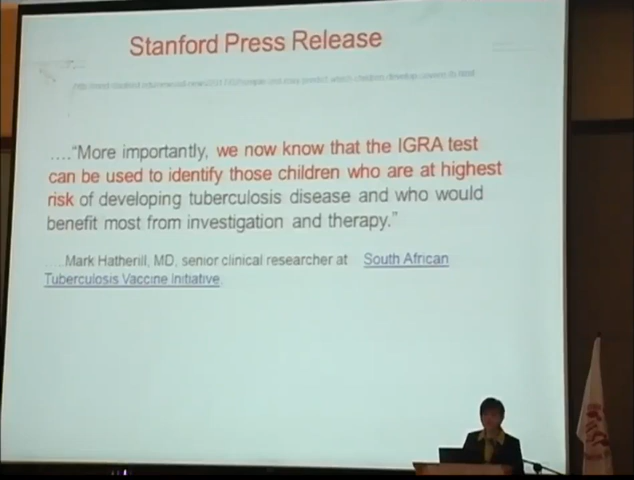 Stanford Press Release
...."More importantly, we now know that the IGRA test
can be used to identify those children who are at highest
risk of developing tuberculosis disease and who would
benefit most from investigation and therapy."
....Mark Hatherill, MD, senior clinical researcher at South African
Tuberculosis Vaccine Initiative